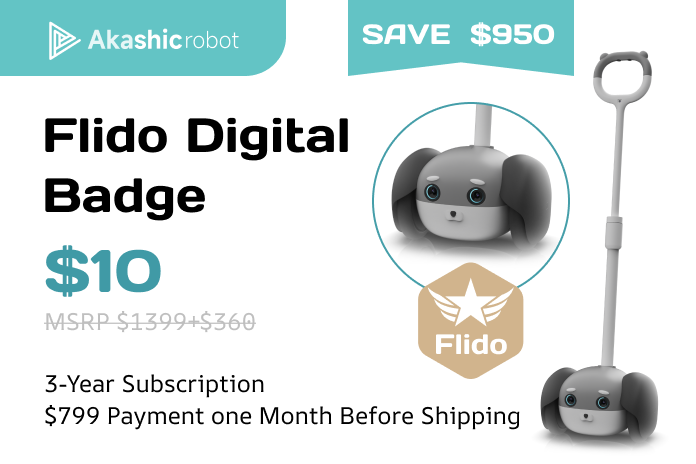 Akashicrobot
SAVE $950
Flido Digital
Badge
$10
MSRP $1399+$360
Flido
3-Year Subscription
$799 Payment one Month Before Shipping